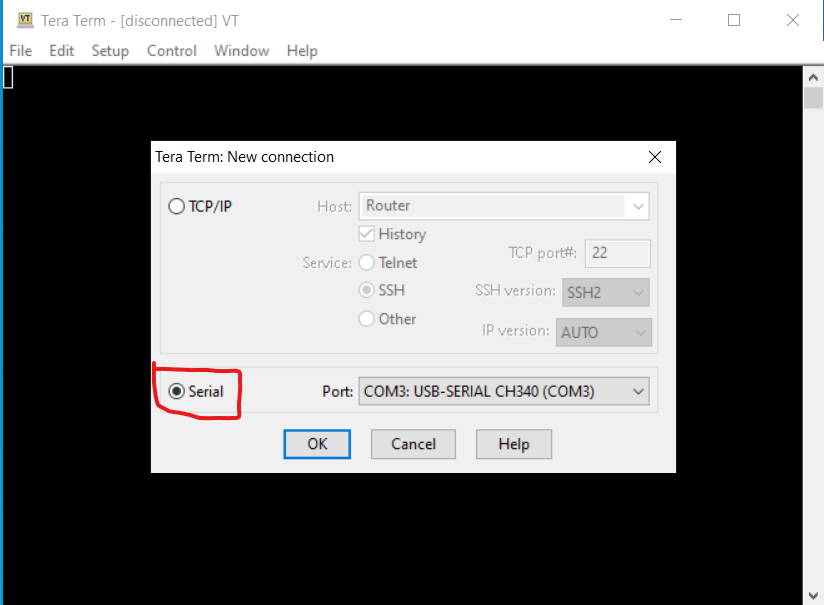 VT
Tera Term - [disconnected] VT
File Edit Setup Control Window Help
Tera Term: New connection
TCP/IP Host: Router
History
Service: Telnet TCP port#: 22
SSH SSH version: SSH2
Other IP version: AUTO
Serial Port: COM3: USB-SERIAL CH340 (COM3)
OK Cancel Help